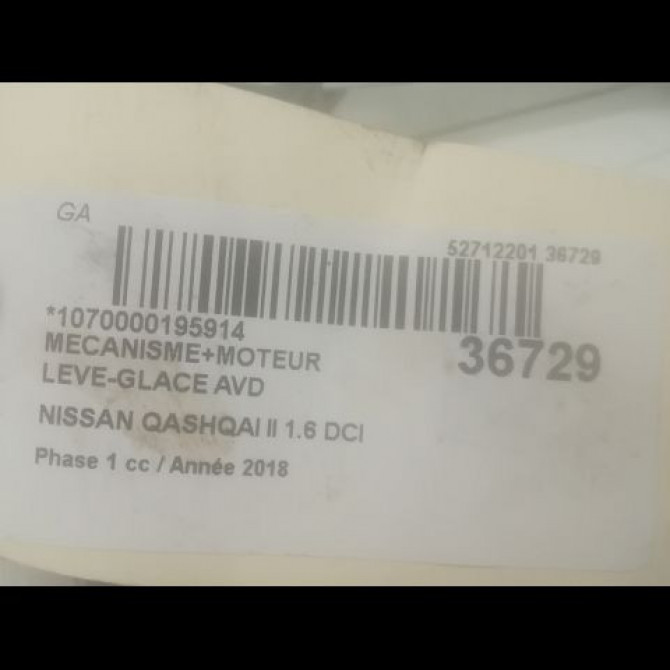 GA
52712201 36729
*1070000195914
36729
MECANISME+MOTEUR
LEVE-GLACE AVD
NISSAN QASHQAI II 1.6 DCI
Phase 1 cc / Année 2018